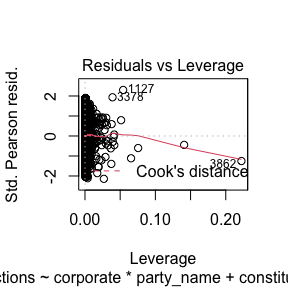 Residuals vs Leverage
Std. Pearson resid.
2
0
-2
1127
3378
3862
Cook's distance
0.00
0.10
0.20
Leverage
ctions ~ corporate * party_name + constitu